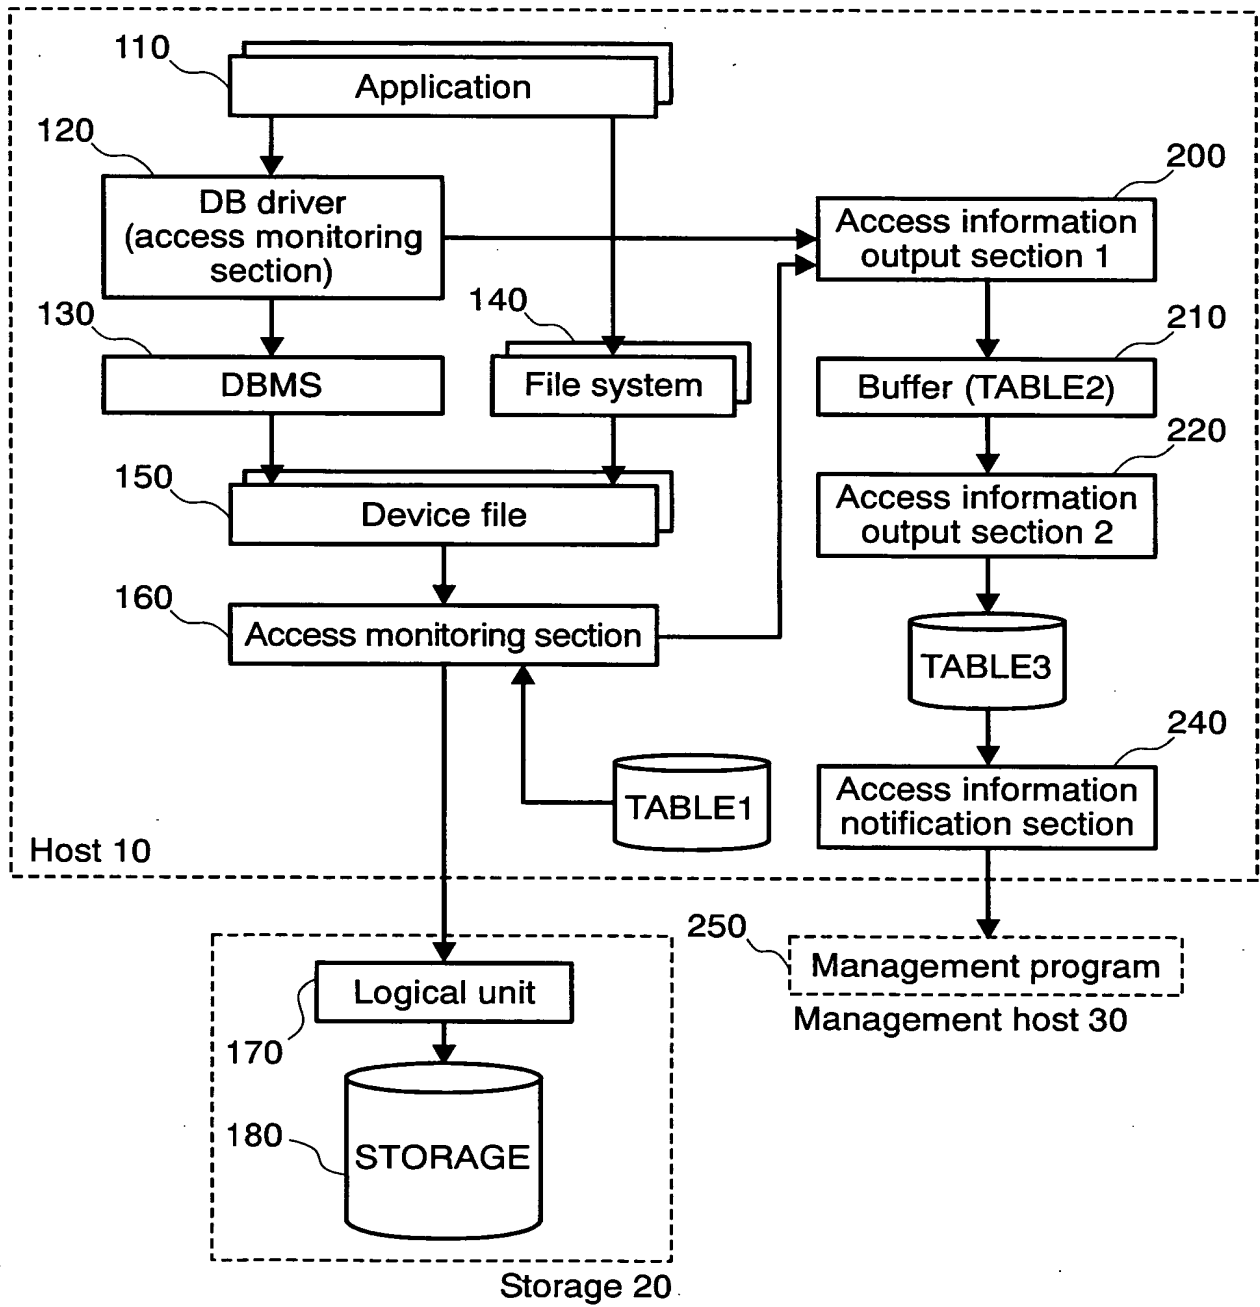 110
Application
120
DB driver
(access monitoring
section)
200
Access information
output section 1
130
DBMS
140
File system
210
Buffer (TABLE2)
220
Access information
output section 2
150
Device file
160
Access monitoring section
TABLE3
TABLE1
240
Access information
notification section
Host 10
250
Management program
Management host 30
Logical unit
170
180
STORAGE
Storage 20